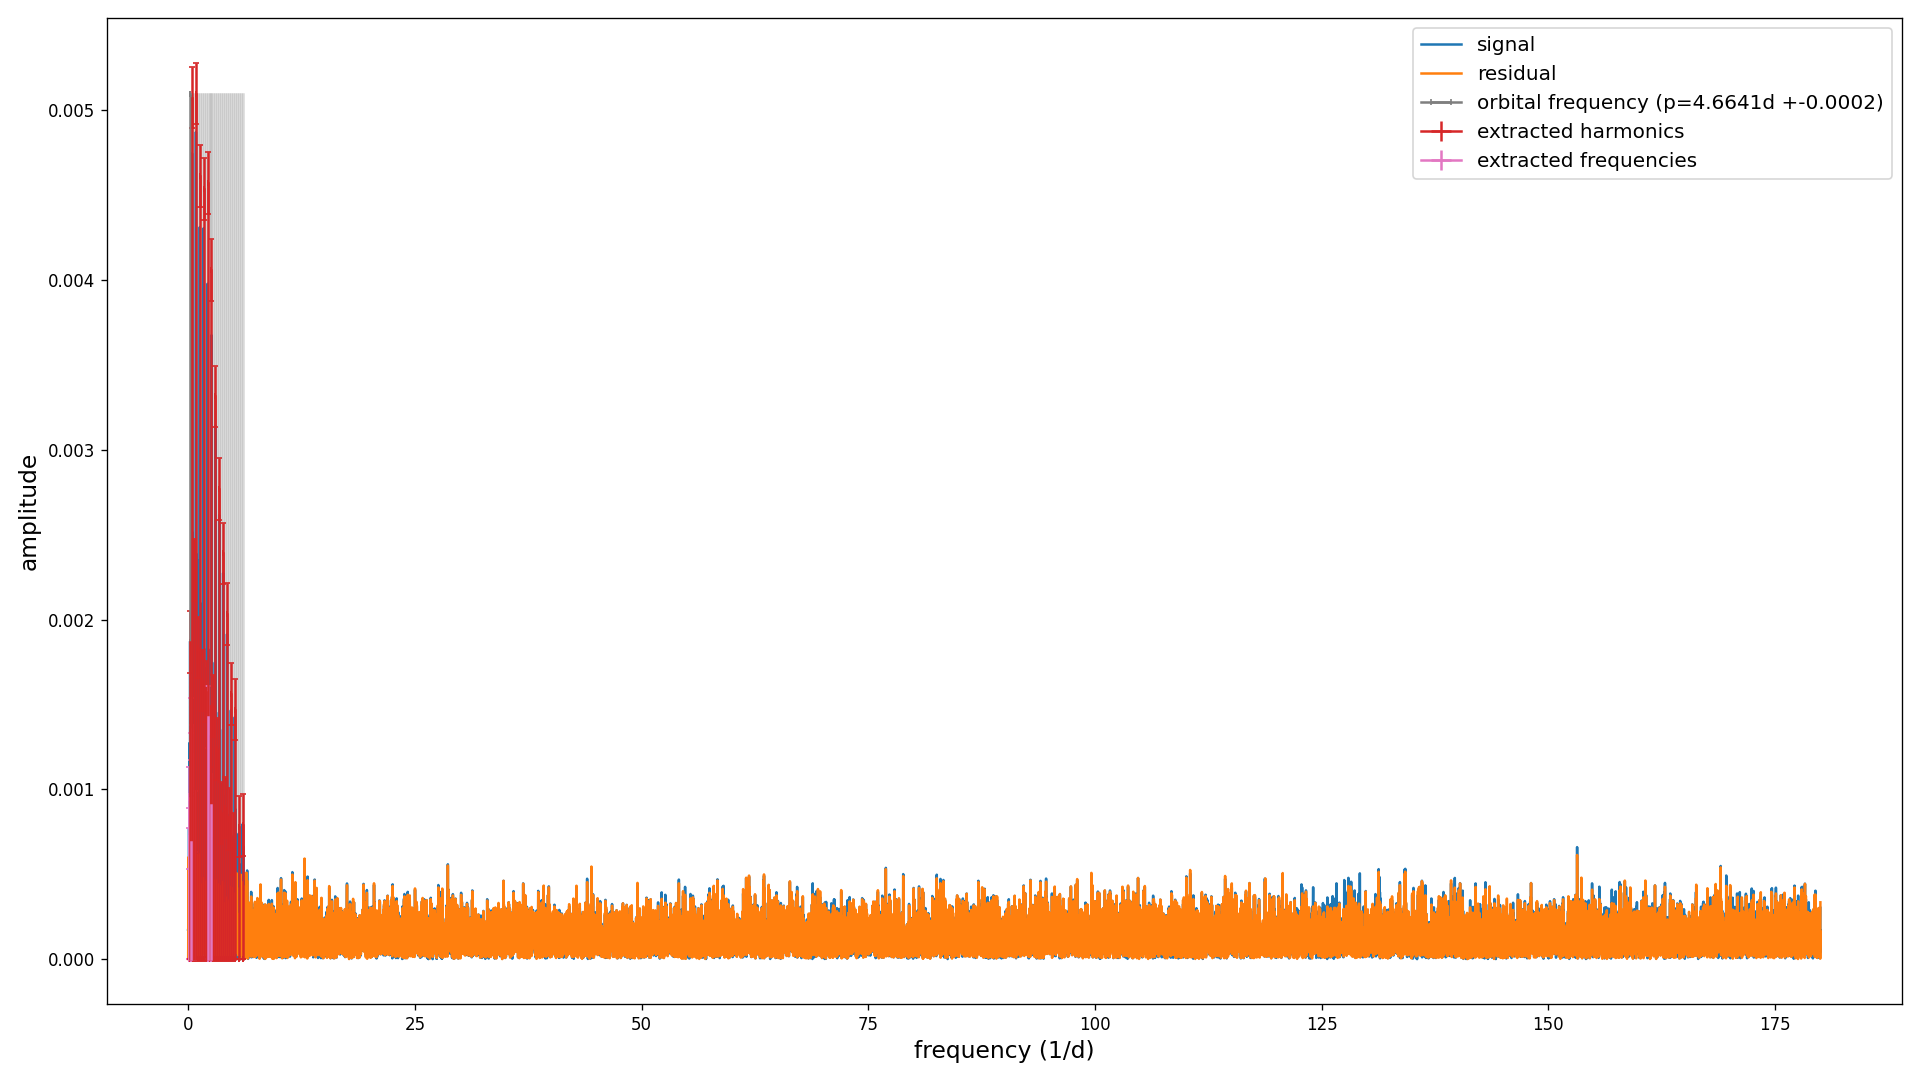 signal
residual
orbital frequency (p=4.6641d +-0.0002)
extracted harmonics
extracted frequencies
0.005
0.004
0.003
0.002
0.001
0.000
amplitude
0 25 50 75 100 125 150 175
frequency (1/d)